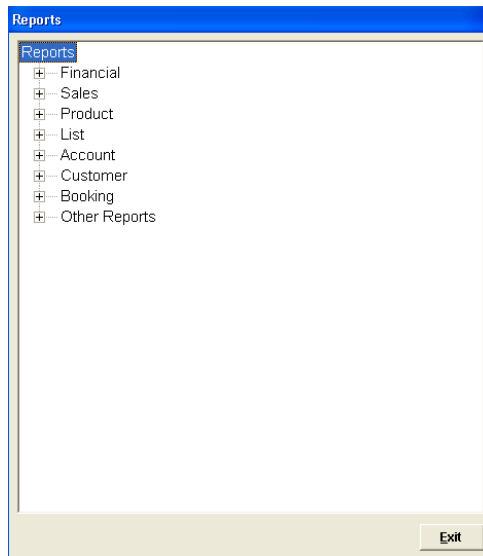 Reports
Reports
Financial
Sales
Product
List
Account
Customer
Booking
Other Reports
Exit